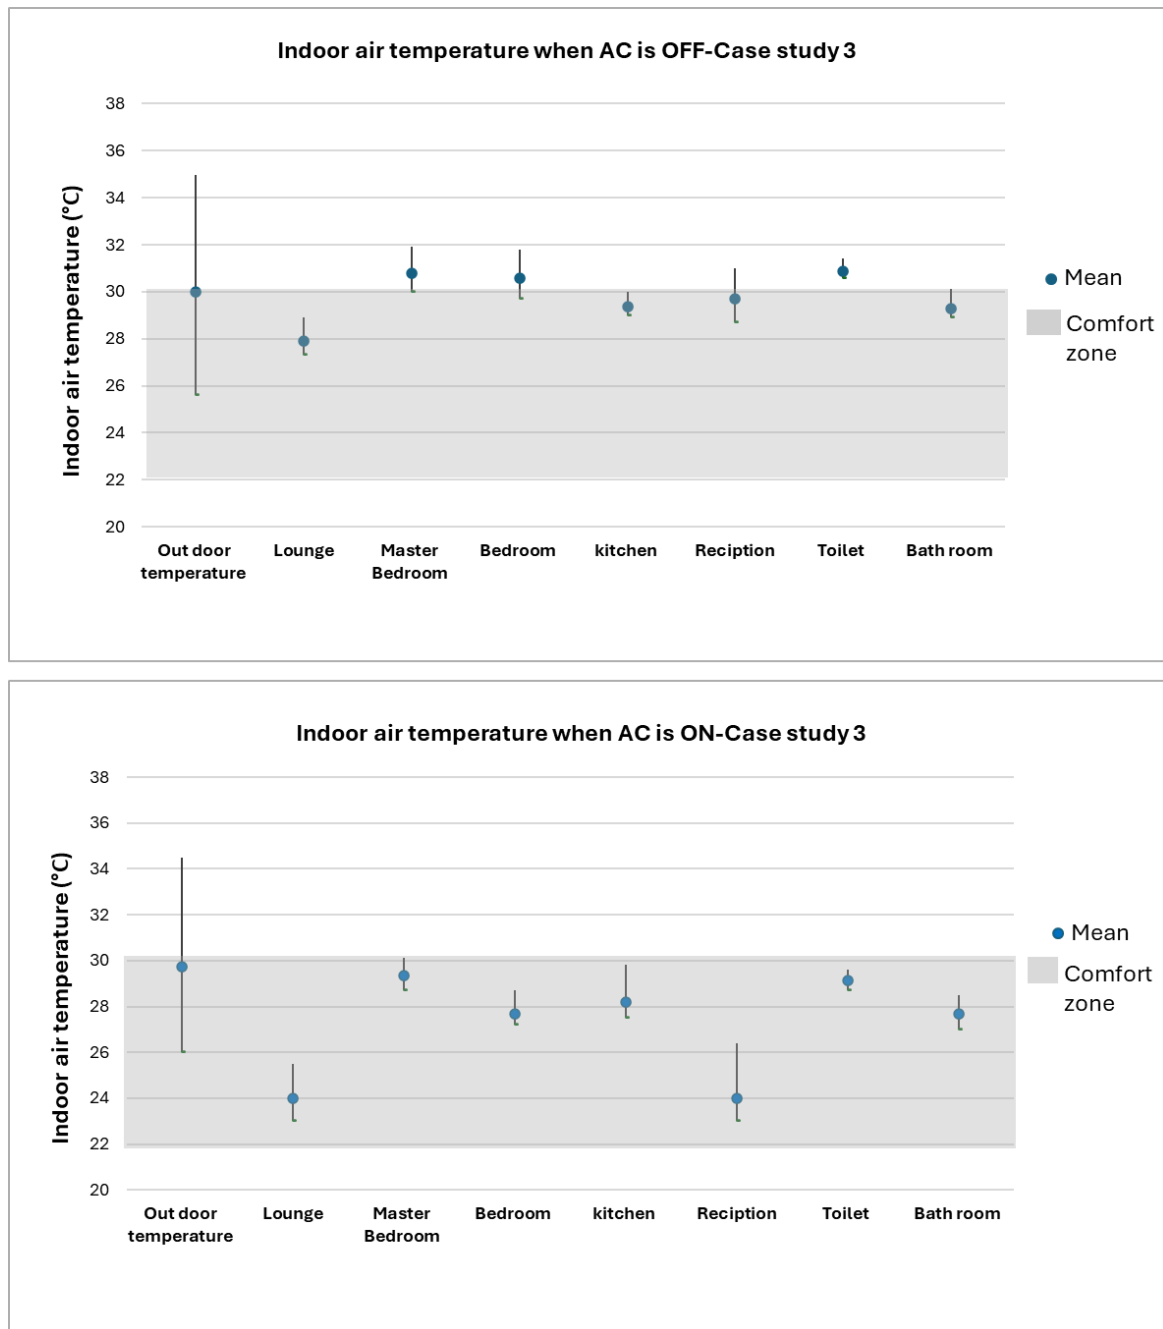 Indoor air temperature when AC is OFF-Case study 3
Indoor air temperature (°C)
38
36
34
32
30
28
26
24
22
20
Out door
temperature
Lounge
Master
Bedroom
Bedroom
kitchen
Reciption
Toilet
Bath room
Mean
Comfort
zone
Indoor air temperature when AC is ON-Case study 3
Indoor air temperature (°C)
38
36
34
32
30
28
26
24
22
20
Out door
temperature
Lounge
Master
Bedroom
Bedroom
kitchen
Reciption
Toilet
Bath room
Mean
Comfort
zone